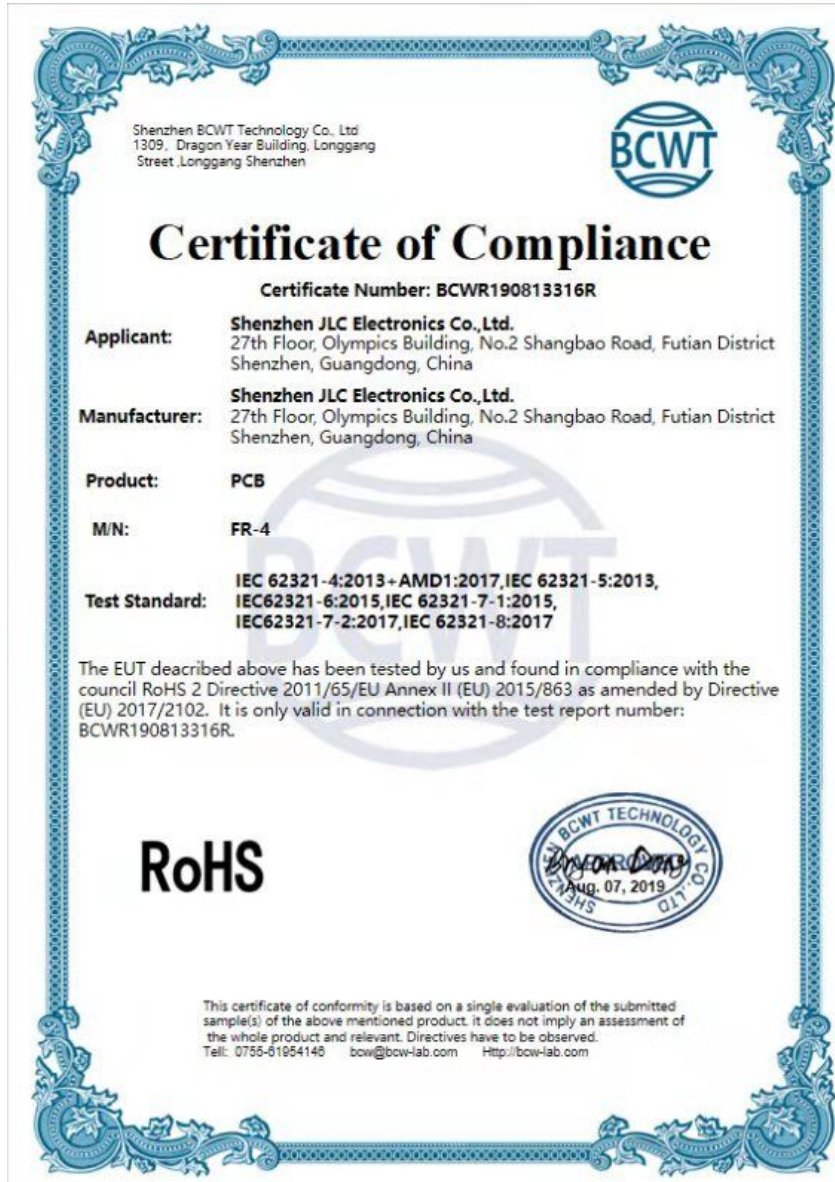 Shenzhen BCWT Technology Co., Ltd
1309, Dragon Year Building, Longgang
Street ,Longgang Shenzhen
BCWT
Certificate of Compliance
Certificate Number: BCWR190813316R
Applicant:
Shenzhen JLC Electronics Co.,Ltd.
27th Floor, Olympics Building, No.2 Shangbao Road, Futian District
Shenzhen, Guangdong, China
Manufacturer:
Shenzhen JLC Electronics Co.,Ltd.
27th Floor, Olympics Building, No.2 Shangbao Road, Futian District
Shenzhen, Guangdong, China
Product: PCB
M/N: FR-4
BCWT
Test Standard:
IEC 62321-4:2013+AMD1:2017,IEC 62321-5:2013,
IEC62321-6:2015,IEC 62321-7-1:2015,
IEC62321-7-2:2017,IEC 62321-8:2017
The EUT deacribed above has been tested by us and found in compliance with the
council RoHS 2 Directive 2011/65/EU Annex II (EU) 2015/863 as amended by Directive
(EU) 2017/2102. It is only valid in connection with the test report number:
BCWR190813316R.
RoHS
SHENZHEN BCWT TECHNOLOGY CO.,LTD
APPROVED
Bryan Dong
Aug. 07, 2019
SHENZHEN
This certificate of conformity is based on a single evaluation of the submitted
sample(s) of the above mentioned product. it does not imply an assessment of
the whole product and relevant. Directives have to be observed.
Tell: 0755-61954146 bcw@bcw-lab.com Http://bcw-lab.com